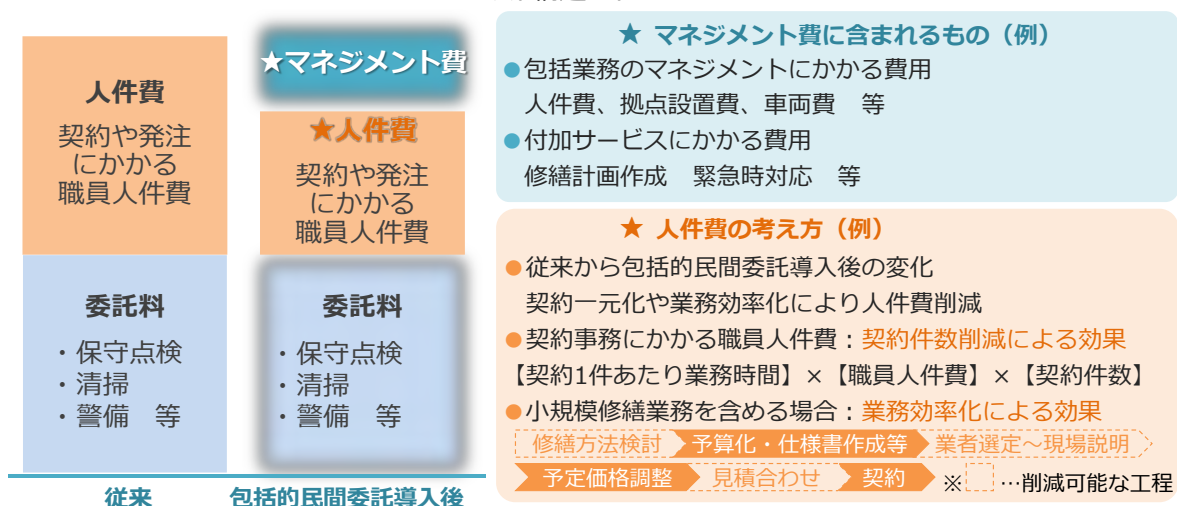 人件費
契約や発注
にかかる
職員人件費
委託料
・保守点検
・清掃
・警備　等
従来
★マネジメント費
★人件費
契約や発注
にかかる
職員人件費
委託料
・保守点検
・清掃
・警備　等
包括的民間委託導入後
★ マネジメント費に含まれるもの（例）
●包括業務のマネジメントにかかる費用
人件費、拠点設置費、車両費　等
●付加サービスにかかる費用
修繕計画作成　緊急時対応　等
★ 人件費の考え方（例）
●従来から包括的民間委託導入後の変化
契約一元化や業務効率化により人件費削減
●契約事務にかかる職員人件費：契約件数削減による効果
【契約1件あたり業務時間】×【職員人件費】×【契約件数】
●小規模修繕業務を含める場合：業務効率化による効果
修繕方法検討 予算化・仕様書作成等 業者選定～現場説明
予定価格調整 見積合わせ 契約 ※ …削減可能な工程